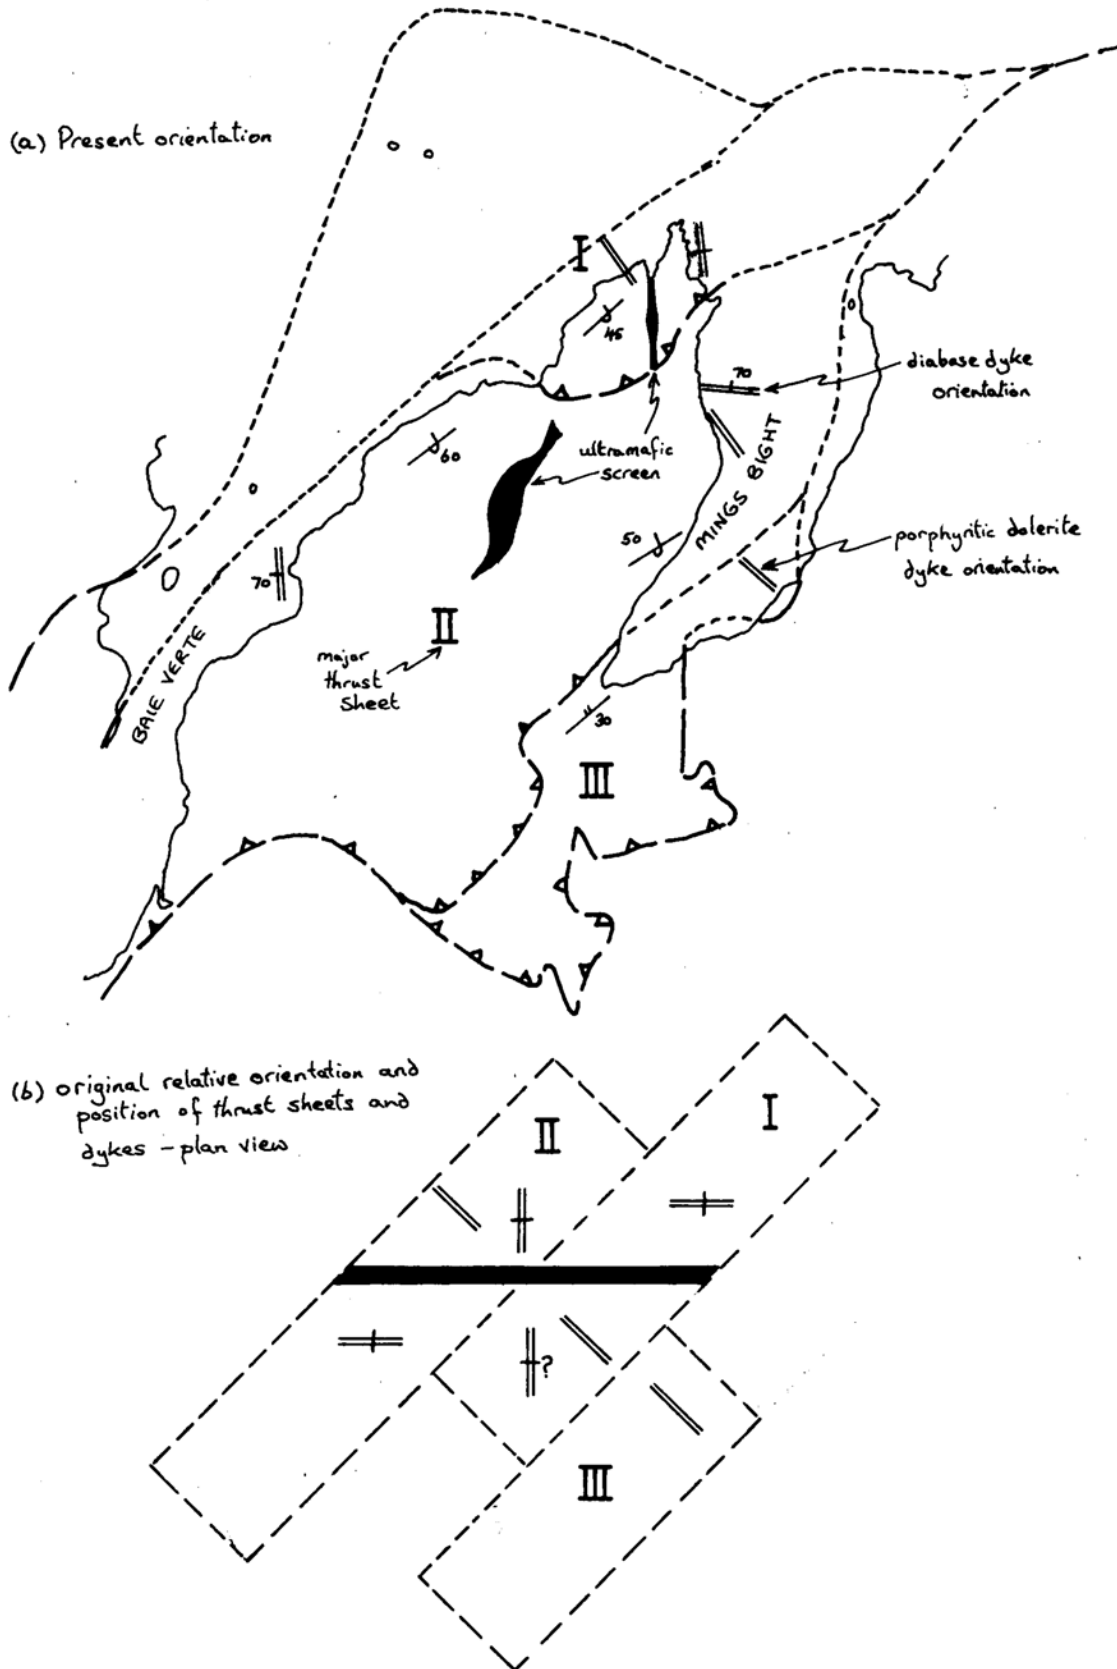 (a) Present orientation
I
45
diabase dyke
orientation
70
60
ultramafic
screen
MINGS BIGHT
50
porphyritic dolerite
dyke orientation
70
II
major
thrust
sheet
BAIE VERTE
30
III
(b) original relative orientation and
position of thrust sheets and
dykes - plan view
II
I
?
III